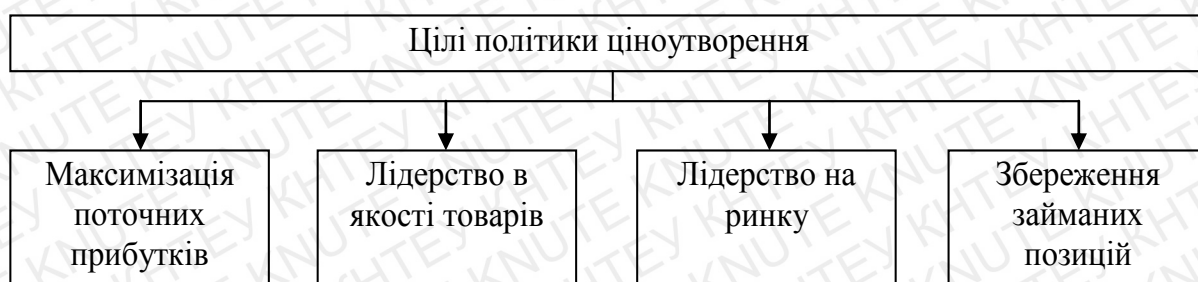 Цілі політики ціноутворення
Максимізація
поточних
прибутків
Лідерство в
якості товарів
Лідерство на
ринку
Збереження
займаних
позицій